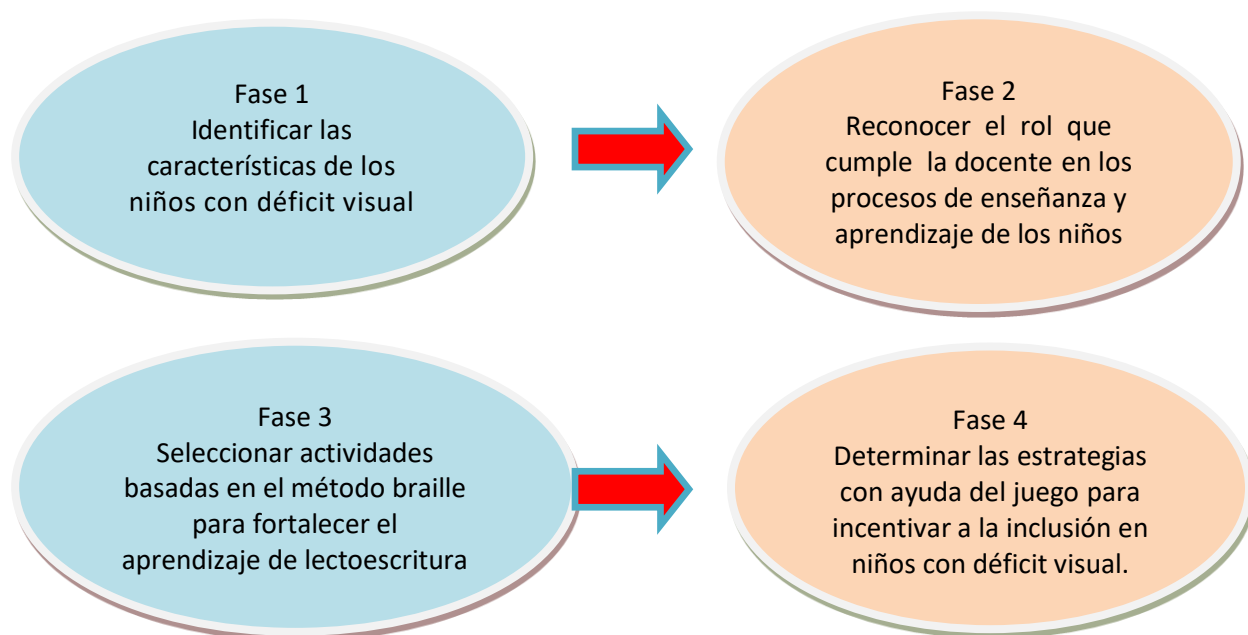 Fase 1
Identificar las
características de los
niños con déficit visual
Fase 2
Reconocer el rol que
cumple la docente en los
procesos de enseñanza y
aprendizaje de los niños
Fase 3
Seleccionar actividades
basadas en el método braille
para fortalecer el
aprendizaje de lectoescritura
Fase 4
Determinar las estrategias
con ayuda del juego para
incentivar a la inclusión en
niños con déficit visual.